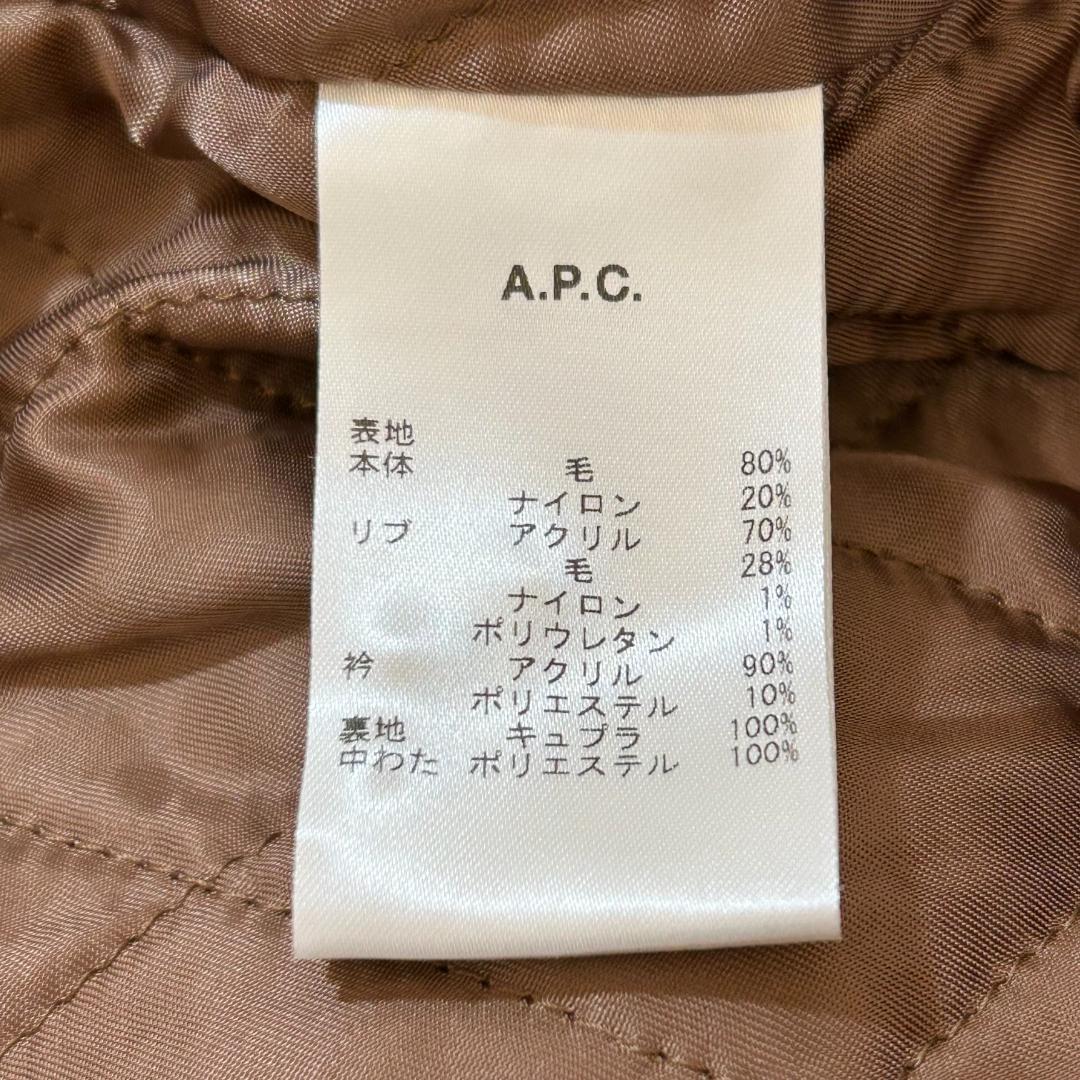 A.P.C.
表地
本体 毛 80%
ナイロン 20%
リブ アクリル 70%
毛 28%
ナイロン 1%
ポリウレタン 1%
衿 アクリル 90%
ポリエステル 10%
裏地 キュプラ 100%
中わた ポリエステル 100%